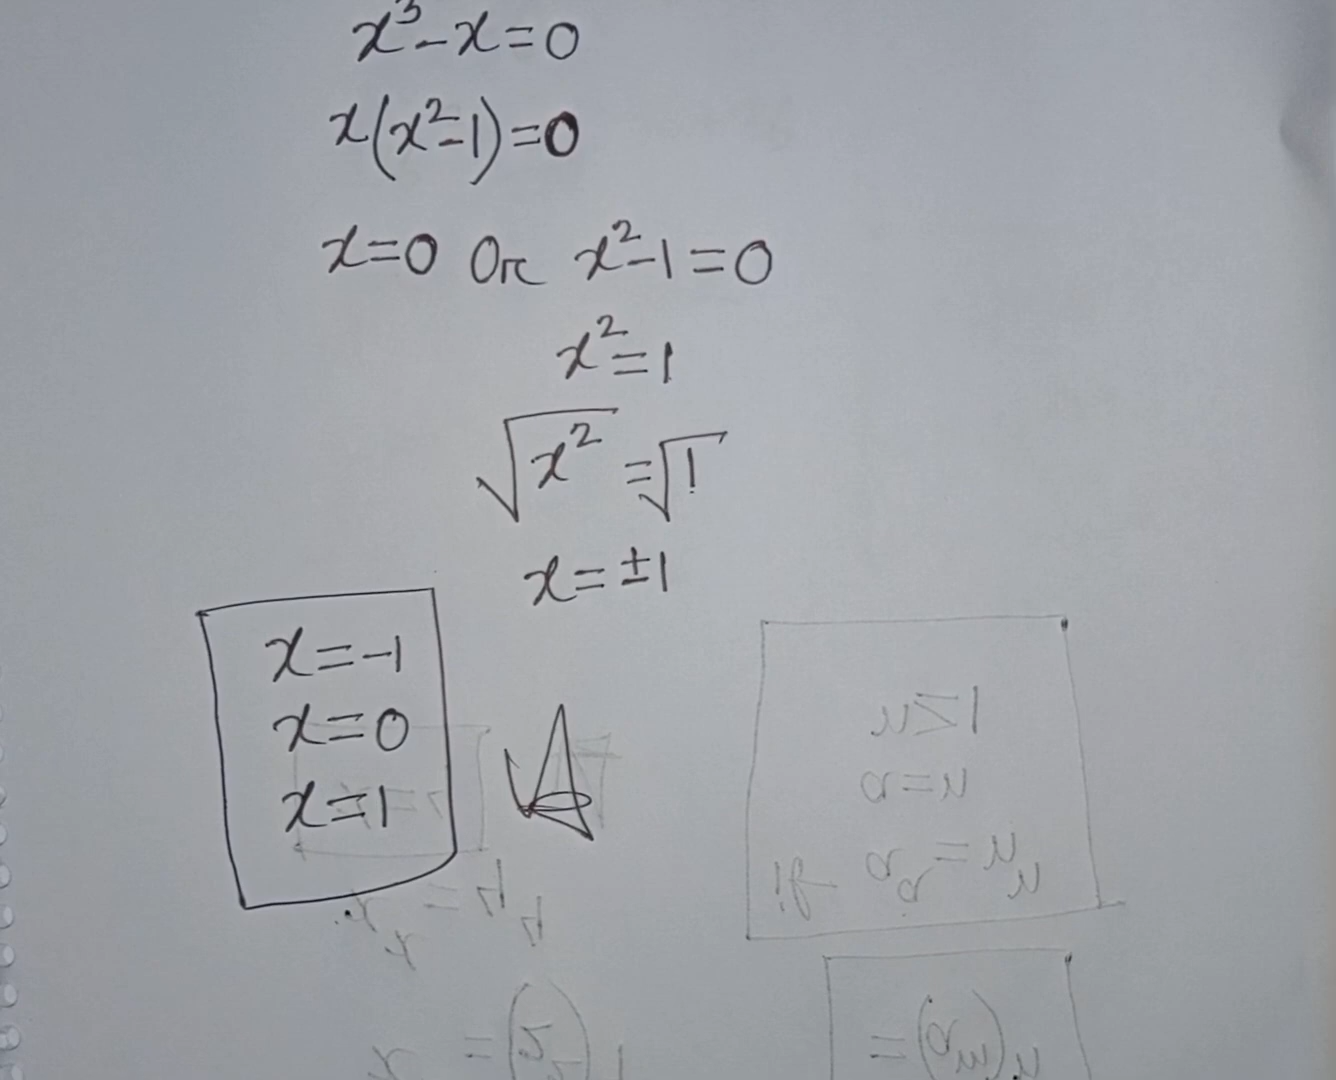 x³-x=0
x(x²-1)=0
x=0 Or x²-1=0
x²=1
√x² =√1
x=±1
x=-1
x=0
x=1